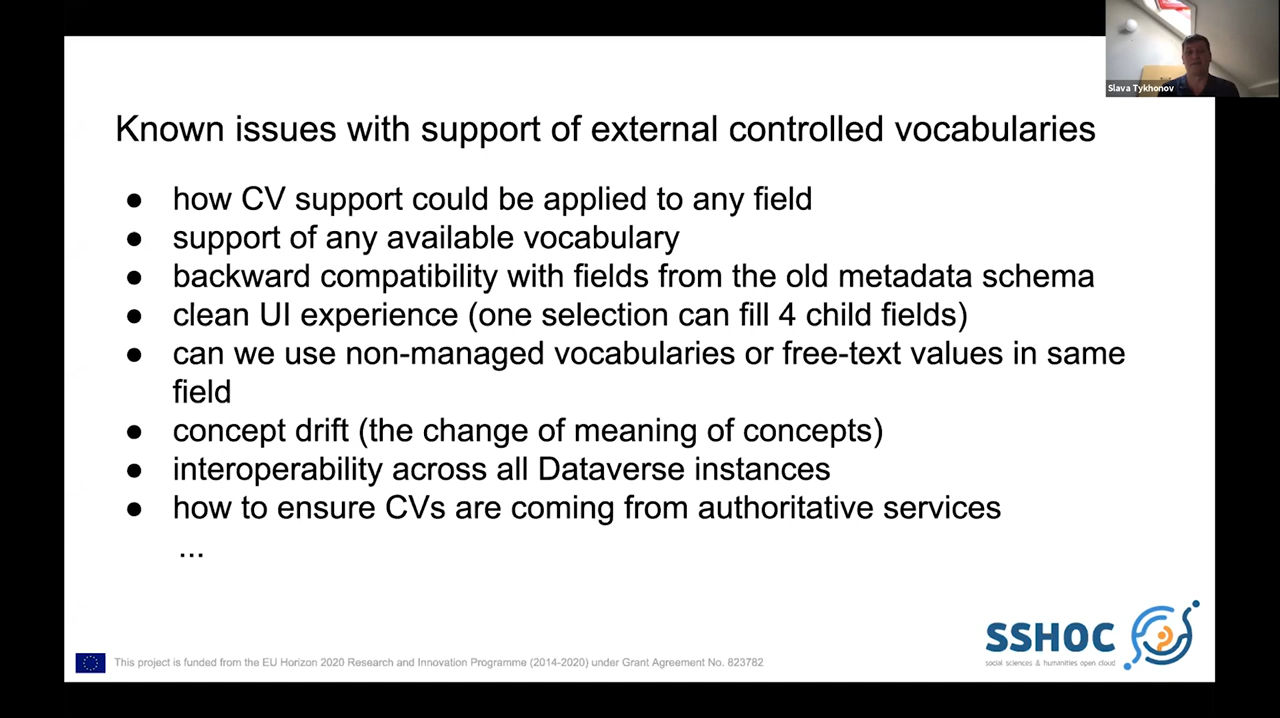 Slava Tykhonov
Known issues with support of external controlled vocabularies
● how CV support could be applied to any field
● support of any available vocabulary
● backward compatibility with fields from the old metadata schema
● clean UI experience (one selection can fill 4 child fields)
● can we use non-managed vocabularies or free-text values in same
field
● concept drift (the change of meaning of concepts)
● interoperability across all Dataverse instances
● how to ensure CVs are coming from authoritative services
...
SSHOC
social sciences & humanities open cloud
This project is funded from the EU Horizon 2020 Research and Innovation Programme (2014-2020) under Grant Agreement No. 823782